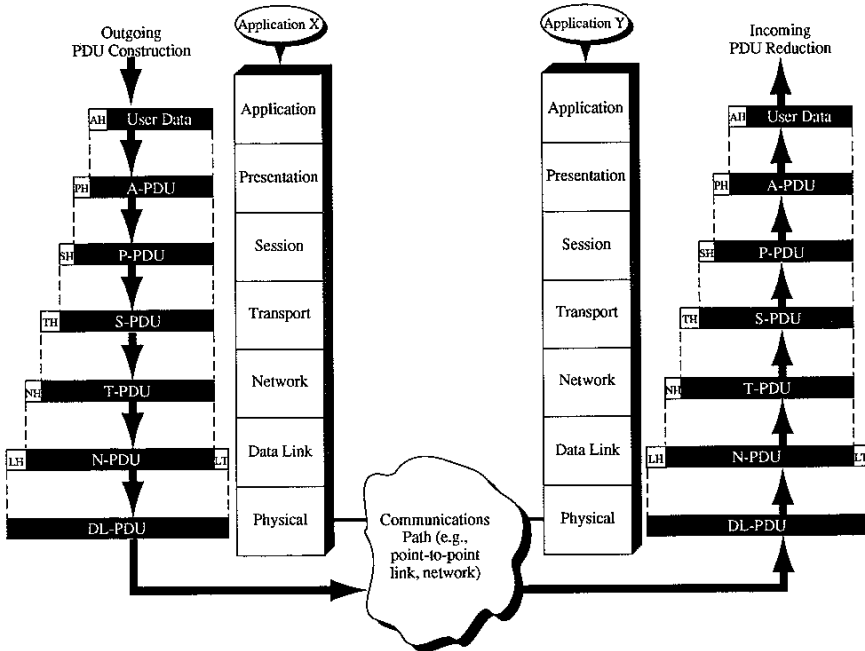 Outgoing
PDU Construction
AH User Data
PH A-PDU
SH P-PDU
TH S-PDU
NH T-PDU
LH N-PDU LT
DL-PDU
Application X
Application
Presentation
Session
Transport
Network
Data Link
Physical
Communications
Path (e.g.,
point-to-point
link, network)
Application Y
Application
Presentation
Session
Transport
Network
Data Link
Physical
Incoming
PDU Reduction
AH User Data
PH A-PDU
SH P-PDU
TH S-PDU
NH T-PDU
LH N-PDU LT
DL-PDU